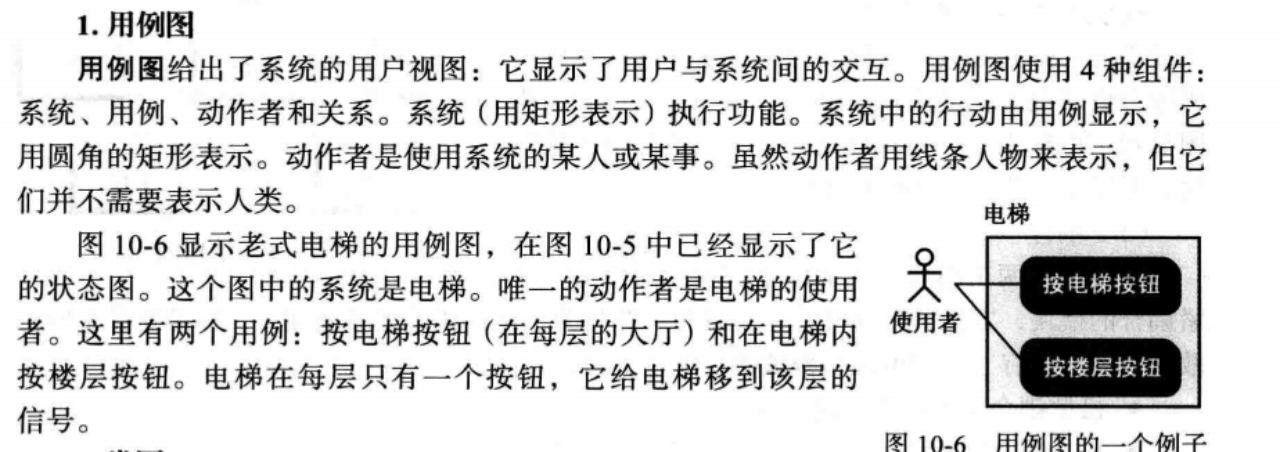 1. 用例图
用例图给出了系统的用户视图：它显示了用户与系统间的交互。用例图使用 4 种组件：
系统、用例、动作者和关系。系统（用矩形表示）执行功能。系统中的行动由用例显示，它
用圆角的矩形表示。动作者是使用系统的某人或某事。虽然动作者用线条人物来表示，但它
们并不需要表示人类。
图 10-6 显示老式电梯的用例图，在图 10-5 中已经显示了它
的状态图。这个图中的系统是电梯。唯一的动作者是电梯的使用
者。这里有两个用例：按电梯按钮（在每层的大厅）和在电梯内
按楼层按钮。电梯在每层只有一个按钮，它给电梯移到该层的
信号。
电梯
按电梯按钮
使用者
按楼层按钮
图 10-6 用例图的一个例子